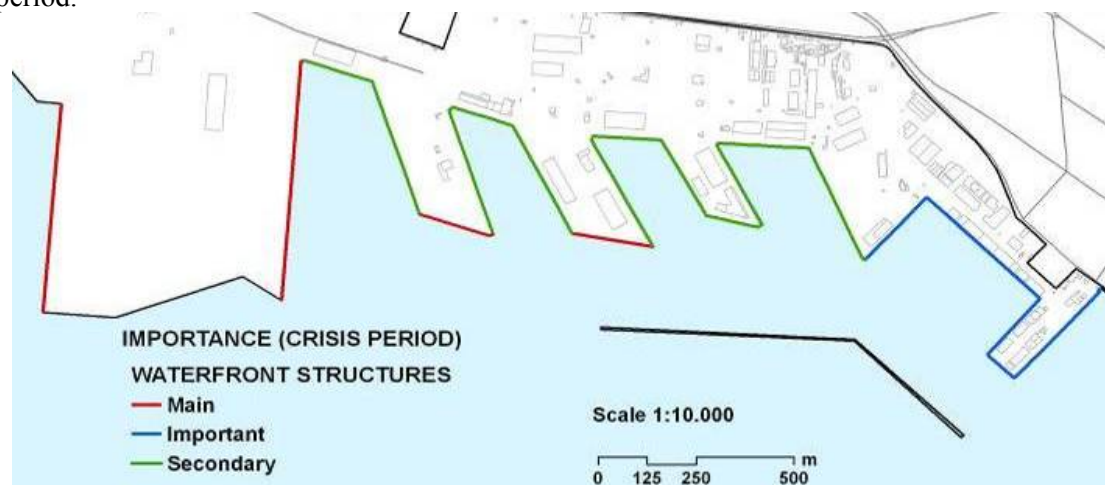 period.
IMPORTANCE (CRISIS PERIOD)
WATERFRONT STRUCTURES
Main
Important
Secondary
Scale 1:10.000
m
0 125 250 500